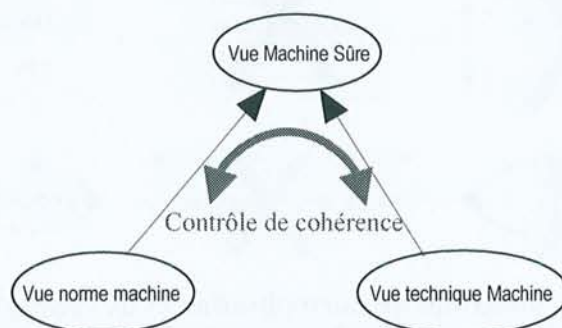 Vue Machine Sûre
Contrôle de cohérence
Vue norme machine
Vue technique Machine